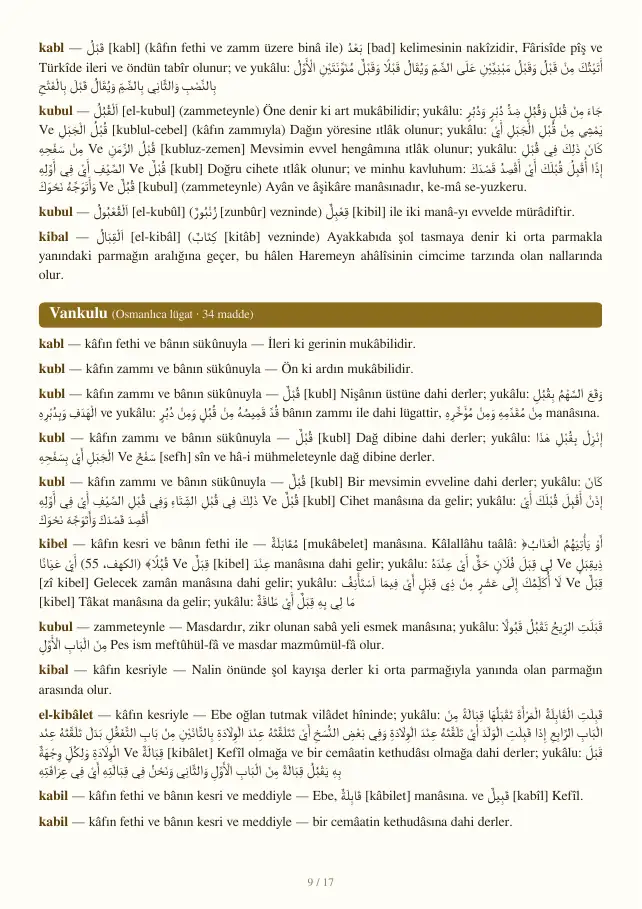 kabl — قَبْلُ [kabl] (kâfın fethi ve zamm üzere binâ ile) بَعْدُ [bad] kelimesinin nakîzidir, Fârisîde pîş ve
Türkîde ileri ve öndün tabîr olunur; ve yukâlu: أَتَيْتُكَ مِنْ قَبْلُ وَقَبْلُ مَبْنِيَّيْنِ عَلَى الضَّمِّ وَيُقَالُ قَبْلًا وَقَبْلٌ مُنَوَّنَتَيْنِ الْأَوَّلُ
بِالنَّصْبِ وَالثَّانِي بِالضَّمِّ وَيُقَالُ قَبْلَ بِالْفَتْحِ
kubul — اَلْقُبُلُ [el-kubul] (zammeteynle) Öne denir ki art mukâbilidir; yukâlu: جَاءَ مِنْ قُبُلٍ وَقُبْلٍ ضِدُّ دُبُرٍ وَدُبْرٍ
Ve قُبْلُ الْجَبَلِ [kublul-cebel] (kâfın zammıyla) Dağın yöresine ıtlâk olunur; yukâlu: يَمْشِي مِنْ قُبْلِ الْجَبَلِ أَيْ
مِنْ سَفْحِهِ Ve قُبْلُ الزَّمَنِ [kubluz-zemen] Mevsimin evvel hengâmına ıtlak olunur; yukâlu: كَانَ ذَلِكَ فِي قُبْلِ
الصَّيْفِ أَيْ فِي أَوَّلِهِ Ve قُبْلٌ [kubl] Doğru cihete ıtlâk olunur; ve minhu kavluhum: إِذَا أُقْبِلُ قُبْلَكَ أَيْ أَقْصِدُ قَصْدَكَ
وَأَتَوَجَّهُ نَحْوَكَ Ve قُبُلٌ [kubul] (zammeteynle) Ayân ve âşikâre manâsınadır, ke-mâ se-yuzkeru.
kubul — اَلْقُبُولُ [el-kubûl] (زُنْبُورٌ [zunbûr] vezninde) قِبْلٌ [kibil] ile iki manâ-yı evvelde mürâdiftir.
kibal — اَلْقِبَالُ [el-kibâl] (كِتَابٌ [kitâb] vezninde) Ayakkabıda şol tasmaya denir ki orta parmakla
yanındaki parmağın aralığına geçer, bu hâlen Haremeyn ahâlîsinin cimcime tarzında olan nallarında
olur.
Vankulu (Osmanlıca lügat · 34 madde)
kabl — kâfın fethi ve bânın sükûnuyla — İleri ki gerinin mukâbilidir.
kubl — kâfın zammı ve bânın sükûnuyla — Ön ki ardın mukâbilidir.
kubl — kâfın zammı ve bânın sükûnuyla — قُبْلٌ [kubl] Nişânın üstüne dahi derler; yukâlu: وَقَعَ السَّهْمُ بِقُبْلِ
الْهَدَفِ وَبِدُبْرِهِ ve yukâlu: قُدَّ قَمِيصُهُ مِنْ قُبُلٍ وَمِنْ دُبُرٍ bânın zammı ile dahi lügattir, مِنْ مُقَدَّمِهِ وَمِنْ مُؤَخَّرِهِ manâsına.
kubl — kâfın zammı ve bânın sükûnuyla — قُبْلٌ [kubl] Dağ dibine dahi derler; yukâlu: إِنْزِلْ بِقُبْلِ هَذَا
الْجَبَلِ أَيْ بِسَفْحِهِ Ve سَفْحٌ [sefh] sîn ve hâ-i mühmeleteynle dağ dibine derler.
kubl — kâfın zammı ve bânın sükûnuyla — قُبْلٌ [kubl] Bir mevsimin evveline dahi derler; yukâlu: كَانَ
ذَلِكَ فِي قُبْلِ الشِّتَاءِ وَفِي قُبْلِ الصَّيْفِ أَيْ فِي أَوَّلِهِ Ve قُبْلٌ [kubl] Cihet manâsına da gelir; yukâlu: إِذَنْ أَقْبِلَ قُبْلَكَ أَيْ
أَقْصِدَ قَصْدَكَ وَأَتَوَجَّهَ نَحْوَكَ
kibel — kâfın kesri ve bânın fethi ile — مُقَابَلَةٌ [mukâbelet] manâsına. Kâlallâhu taâlâ: ﴿أَوْ يَأْتِيَهُمُ الْعَذَابُ
قُبُلًا﴾ (الكهف، 55) أَيْ عَيَانًا Ve قِبَلٌ [kibel] عِنْدَ manâsına dahi gelir; yukâlu: لِي قِبَلَ فُلَانٍ حَقٌّ أَيْ عِنْدَهُ Ve ذِيقِبَلٍ
[zî kibel] Gelecek zamân manâsına dahi gelir; yukâlu: لَا أُكَلِّمُكَ إِلَى عَشْرٍ مِنْ ذِي قِبَلٍ أَيْ فِيمَا أَسْتَأْنِفُ Ve قِبَلٌ
[kibel] Tâkat manâsına da gelir; yukâlu: مَا لِي بِهِ قِبَلٌ أَيْ طَاقَةٌ
kubul — zammeteynle — Masdardır, zikr olunan sabâ yeli esmek manâsına; yukâlu: قَبَلَتِ الرِّيحُ تَقْبُلُ قُبُولًا
مِنَ الْبَابِ الْأَوَّلِ Pes ism meftûhül-fâ ve masdar mazmûmül-fâ olur.
kibal — kâfın kesriyle — Nalin önünde şol kayışa derler ki orta parmağıyla yanında olan parmağın
arasında olur.
el-kibâlet — kâfın kesriyle — Ebe oğlan tutmak vilâdet hîninde; yukâlu: قَبِلَتِ الْقَابِلَةُ الْمَرْأَةَ تَقْبَلُهَا قِبَالَةً مِنَ
الْبَابِ الرَّابِعِ إِذَا قَبِلَتِ الْوَلَدَ أَيْ تَلَقَّتْهُ عِنْدَ الْوِلَادَةِ وَفِي بَعْضِ النُّسَخِ أَيْ تَتَلَقَّتْهُ عِنْدَ الْوِلَادَةِ بِالتَّائَيْنِ مِنْ بَابِ التَّفَعُّلِ بَدَلَ تَلَقَّتْهُ عِنْدَ
الْوِلَادَةِ وَلِكُلٍّ وِجْهَةٌ Ve قِبَالَةٌ [kibâlet] Kefîl olmağa ve bir cemâatin kethudâsı olmağa dahi derler; yukâlu: قَبَلَ
بِهِ يَقْبُلُ قِبَالَةً مِنَ الْبَابِ الْأَوَّلِ وَالثَّانِي وَنَحْنُ فِي قِبَالَتِهِ أَيْ فِي عِرَافَتِهِ
kabil — kâfın fethi ve bânın kesri ve meddiyle — Ebe, قَابِلَةٌ [kâbilet] manâsına. ve قَبِيلٌ [kabîl] Kefîl.
kabil — kâfın fethi ve bânın kesri ve meddiyle — bir cemâatin kethudâsına dahi derler.
9 / 17